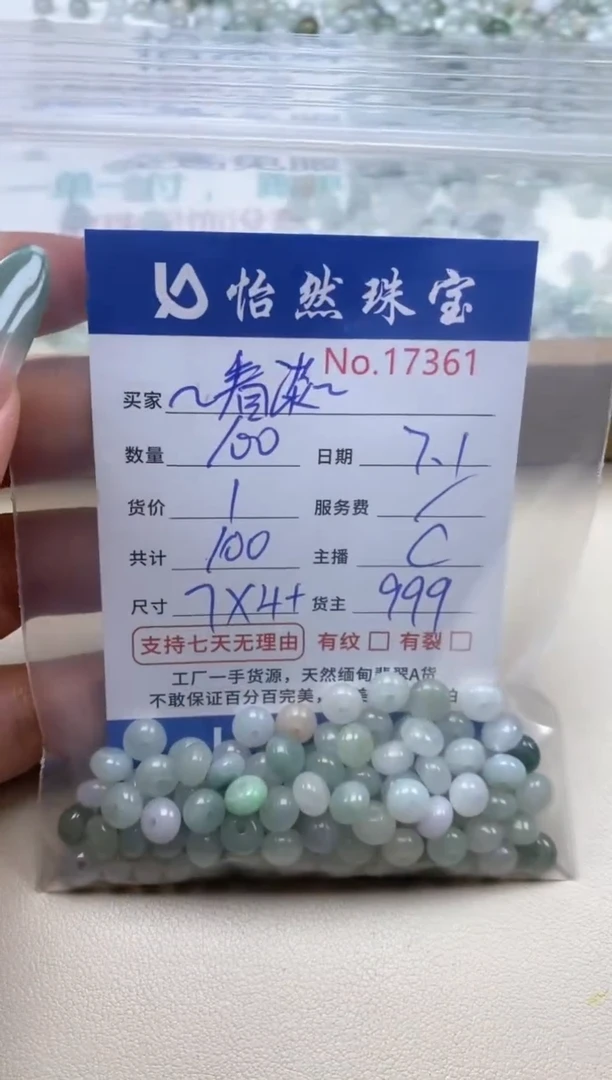 怡然珠宝
No.17361
买家 ~春
数量 100 日期 7.1
货价 1 服务费 /
共计 100 主播 C
尺寸 7X4+ 货主 999
支持七天无理由 有纹 □ 有裂 □
工厂一手货源，天然缅甸翡翠A货
不敢保证百分百完美，